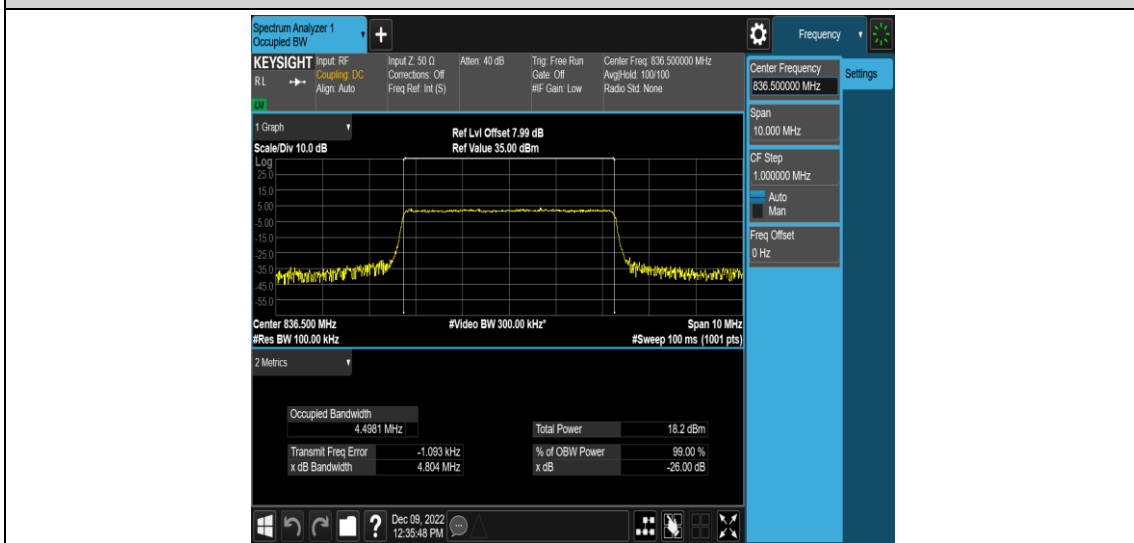 Spectrum Analyzer 1
Occupied BW
+
Frequency
KEYSIGHT Input: RF Input Z: 50 Ω Atten: 40 dB Trig: Free Run Center Freq: 836.500000 MHz
RL Coupling: DC Corrections: Off Gate: Off Avg|Hold: 100/100
Align: Auto Freq Ref: Int (S) #IF Gain: Low Radio Std: None
LXI
Center Frequency
836.500000 MHz
Settings
Span
10.000 MHz
CF Step
1.000000 MHz
Auto
Man
Freq Offset
0 Hz
1 Graph
Ref Lvl Offset 7.99 dB
Scale/Div 10.0 dB Ref Value 35.00 dBm
Log
25.0
15.0
5.00
-5.00
-15.0
-25.0
-35.0
-45.0
-55.0
Center 836.500 MHz #Video BW 300.00 kHz* Span 10 MHz
#Res BW 100.00 kHz #Sweep 100 ms (1001 pts)
2 Metrics
Occupied Bandwidth
4.4981 MHz Total Power 18.2 dBm
Transmit Freq Error -1.093 kHz % of OBW Power 99.00 %
x dB Bandwidth 4.804 MHz x dB -26.00 dB
? Dec 09, 2022
12:35:48 PM